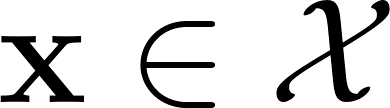 𝐱 ∈ 𝒳